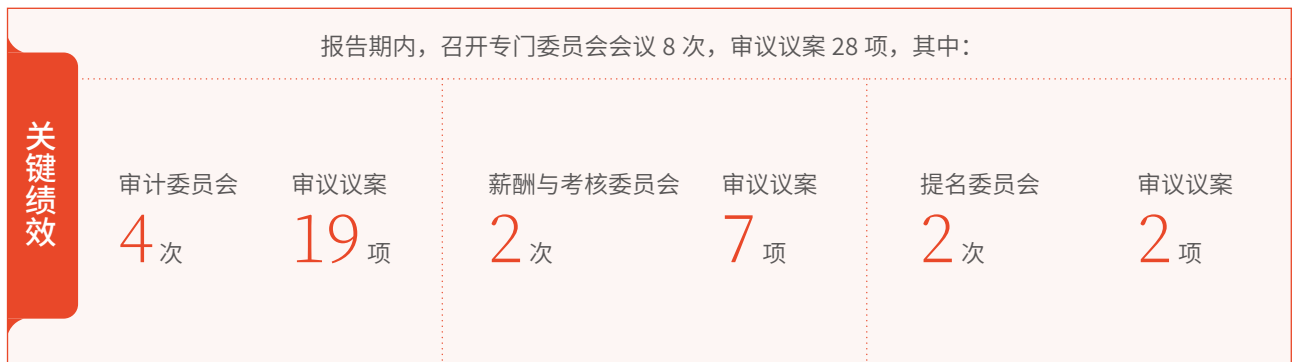 报告期内，召开专门委员会会议 8 次，审议议案 28 项，其中：
关键绩效
审计委员会 审议议案
4 次 19 项
薪酬与考核委员会 审议议案
2 次 7 项
提名委员会 审议议案
2 次 2 项